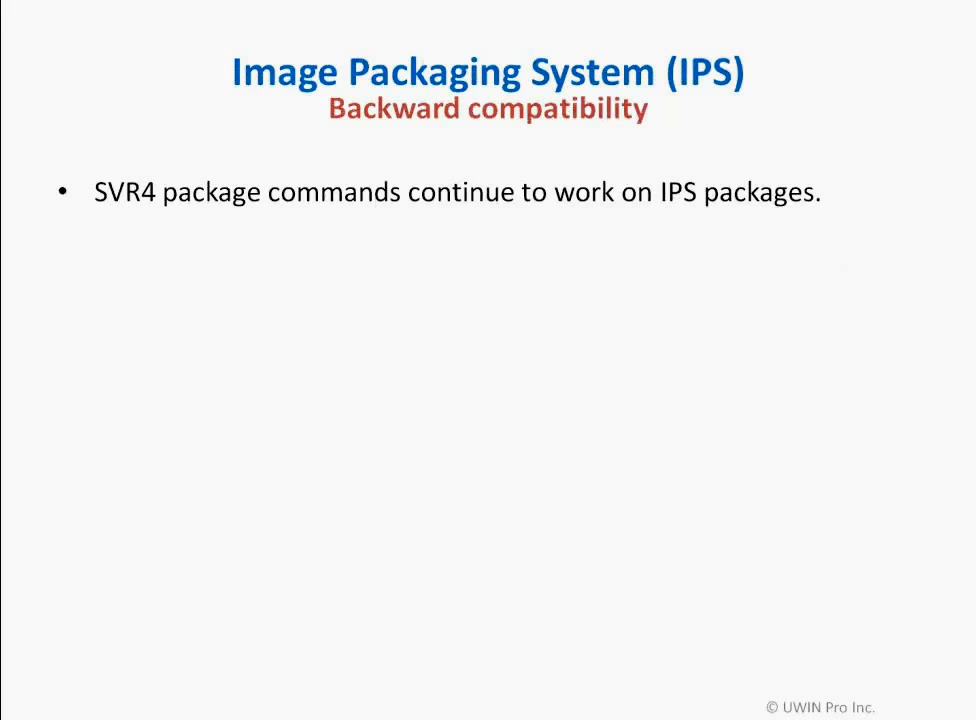 Image Packaging System (IPS)
Backward compatibility
• SVR4 package commands continue to work on IPS packages.
© UWIN Pro Inc.